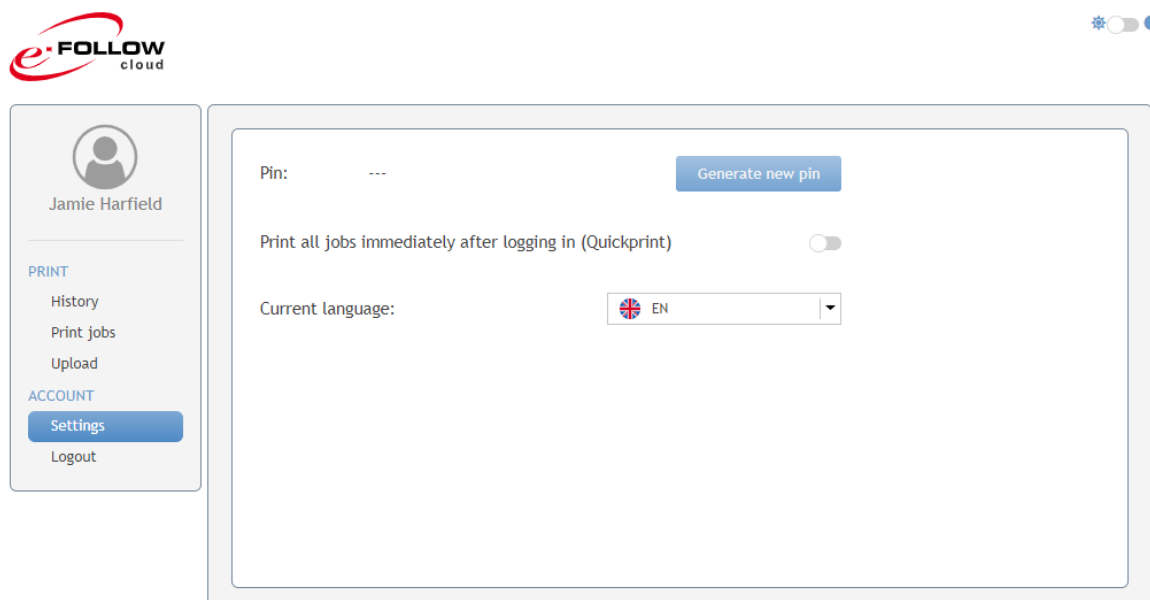 e-FOLLOW
cloud
Jamie Harfield
PRINT
History
Print jobs
Upload
ACCOUNT
Settings
Logout
Pin: ---
Generate new pin
Print all jobs immediately after logging in (Quickprint)
Current language:
EN